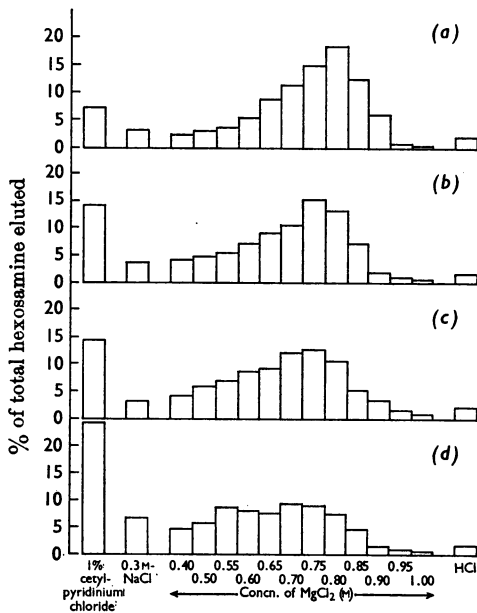 % of total hexosamine eluted
20
15
10
5
0
(a)
20
15
10
5
0
(b)
20
15
10
5
0
(c)
20
15
10
5
0
(d)
1% cetyl-pyridinium chloride
0.3 M-NaCl
0.40 0.55 0.65 0.75 0.85 0.95
0.50 0.60 0.70 0.80 0.90 1.00
HCl
Concn. of MgCl2 (M)